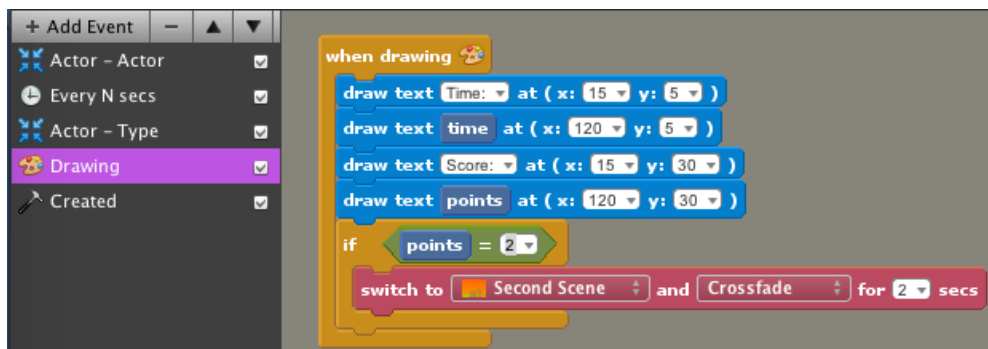 + Add Event − ▲ ▼
Actor – Actor
Every N secs
Actor – Type
Drawing
Created
when drawing
draw text Time: at ( x: 15 y: 5 )
draw text time at ( x: 120 y: 5 )
draw text Score: at ( x: 15 y: 30 )
draw text points at ( x: 120 y: 30 )
if points = 2
switch to Second Scene and Crossfade for 2 secs